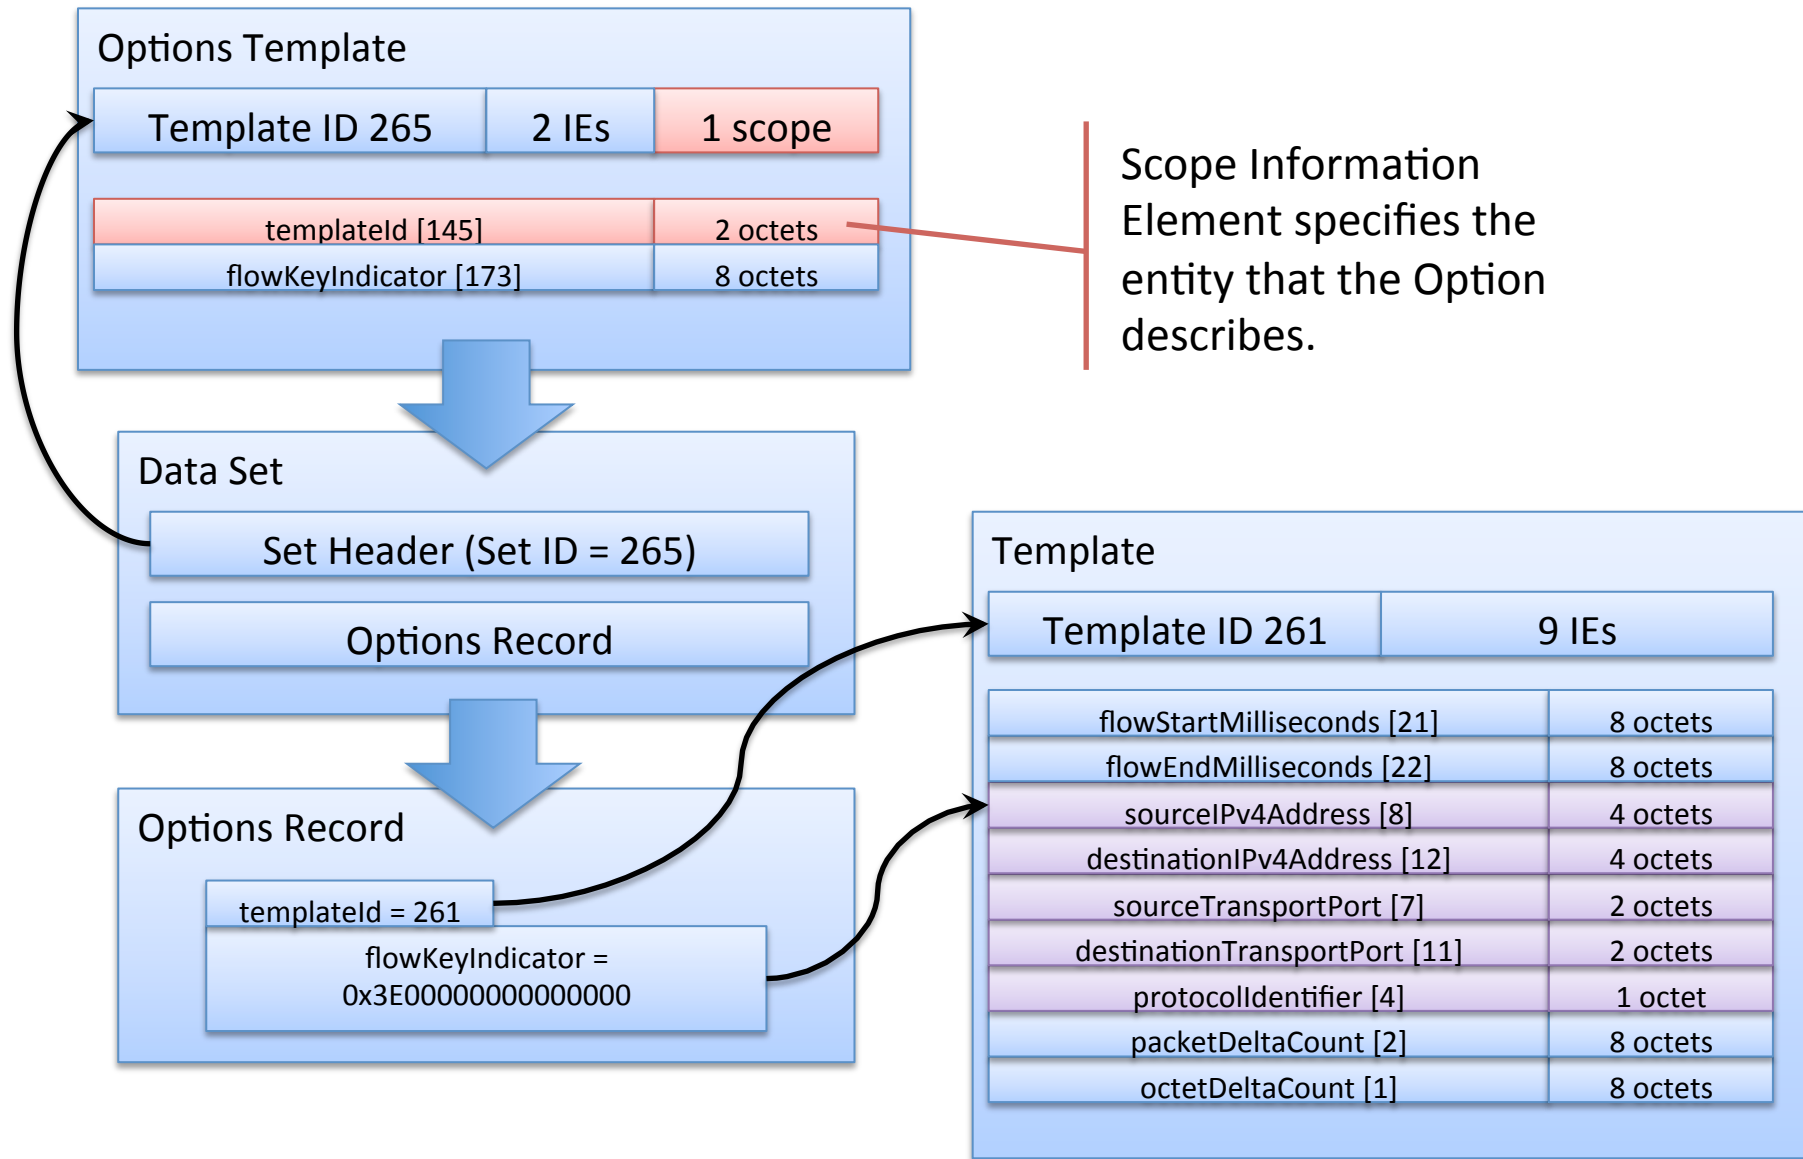 Options Template
Template ID 265 2 IEs 1 scope
templateId [145] 2 octets
flowKeyIndicator [173] 8 octets
Scope Information
Element specifies the
entity that the Option
describes.
Data Set
Set Header (Set ID = 265)
Options Record
Options Record
templateId = 261
flowKeyIndicator =
0x3E00000000000000
Template
Template ID 261 9 IEs
flowStartMilliseconds [21] 8 octets
flowEndMilliseconds [22] 8 octets
sourceIPv4Address [8] 4 octets
destinationIPv4Address [12] 4 octets
sourceTransportPort [7] 2 octets
destinationTransportPort [11] 2 octets
protocolIdentifier [4] 1 octet
packetDeltaCount [2] 8 octets
octetDeltaCount [1] 8 octets